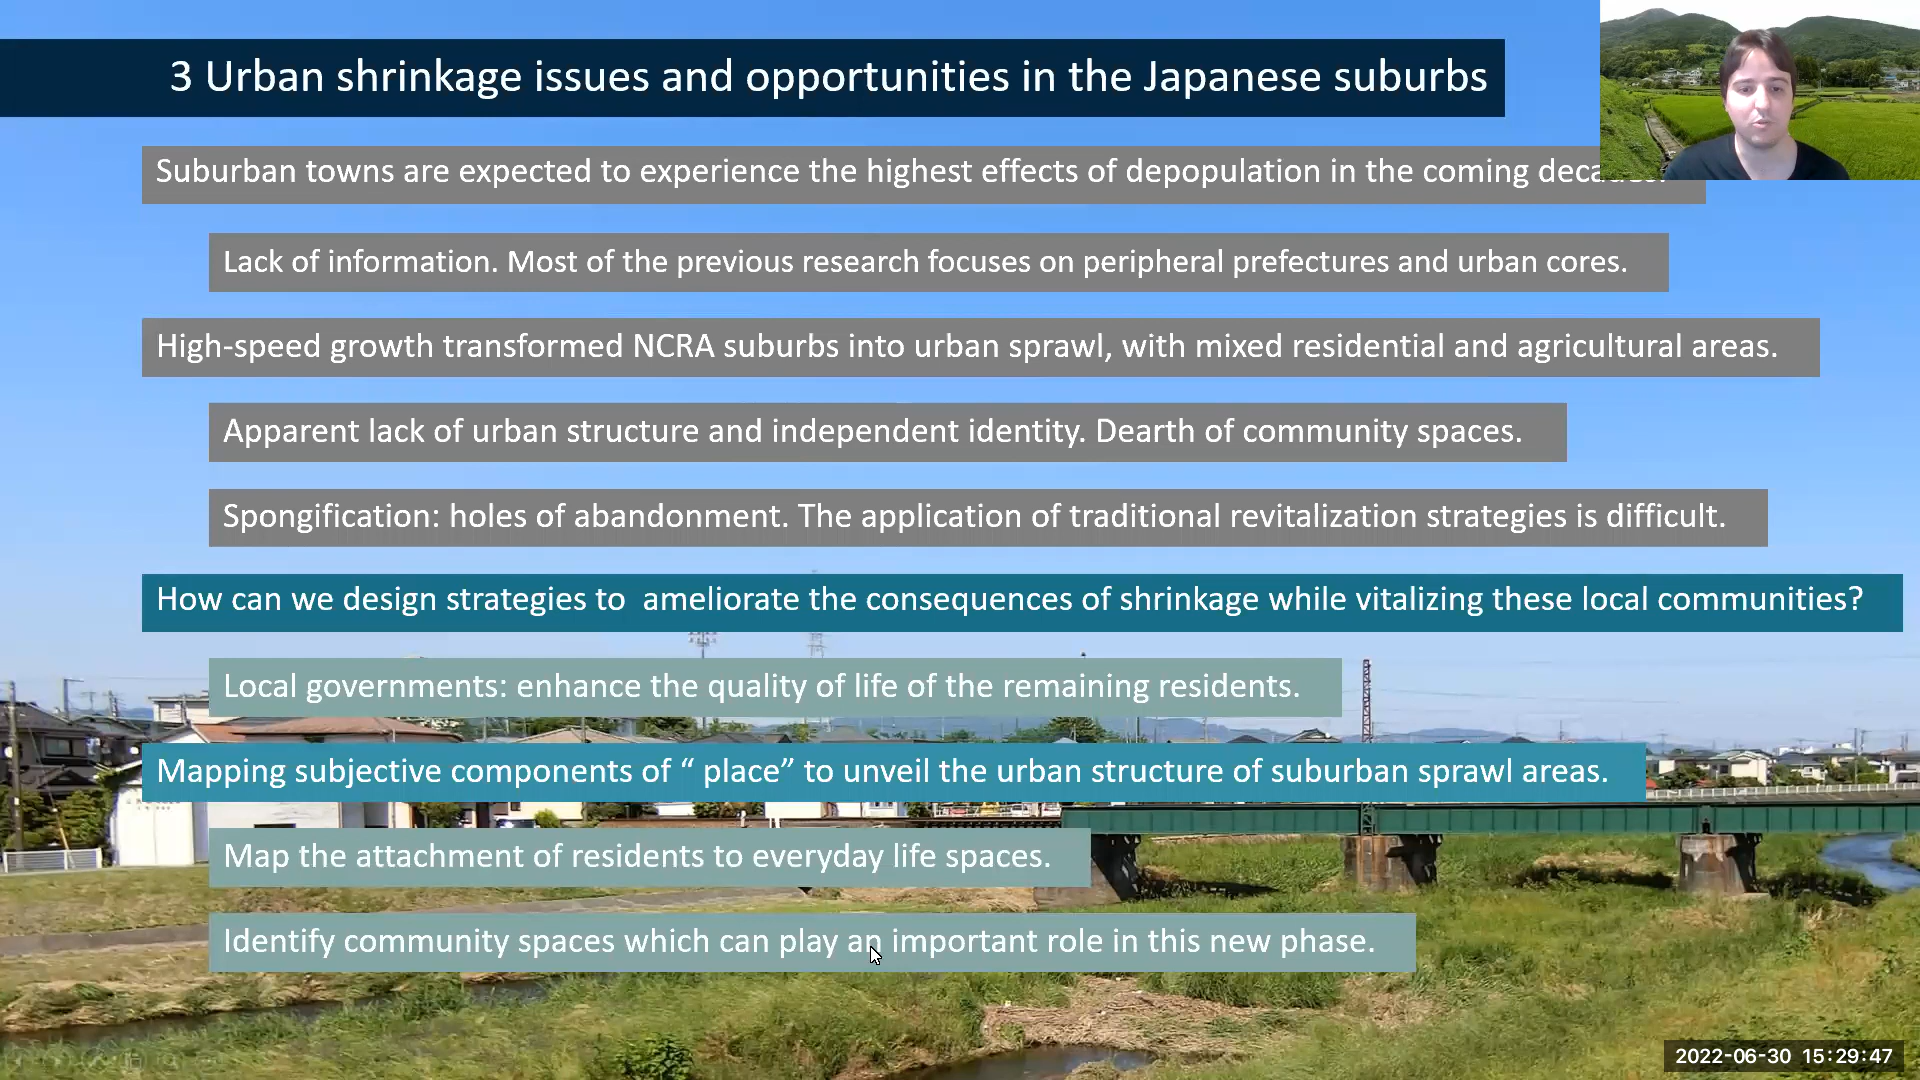 3 Urban shrinkage issues and opportunities in the Japanese suburbs
Suburban towns are expected to experience the highest effects of depopulation in the coming
Lack of information. Most of the previous research focuses on peripheral prefectures and urban cores.
High-speed growth transformed NCRA suburbs into urban sprawl, with mixed residential and agricultural areas.
Apparent lack of urban structure and independent identity. Dearth of community spaces.
Spongification: holes of abandonment. The application of traditional revitalization strategies is difficult.
How can we design strategies to  ameliorate the consequences of shrinkage while vitalizing these local communities?
Local governments: enhance the quality of life of the remaining residents.
Mapping subjective components of “ place” to unveil the urban structure of suburban sprawl areas.
Map the attachment of residents to everyday life spaces.
Identify community spaces which can play an important role in this new phase.
2022-06-30 15:29:47